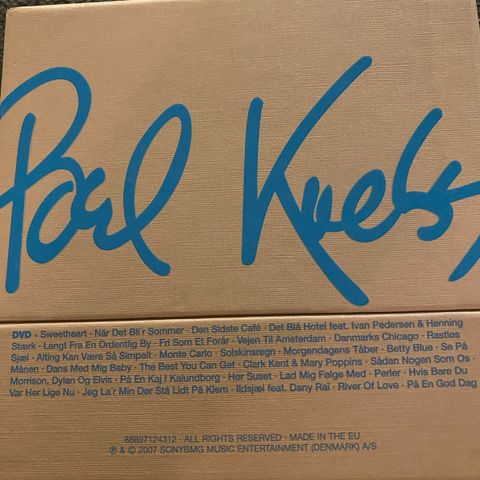 Poul Krebs
DVD - Sweetheart · Når Det Bli'r Sommer · Den Sidste Café · Det Blå Hotel feat. Ivan Pedersen & Henning
Stærk · Langt Fra En Ordentlig By · Fri Som Et Forår · Vejen Til Amsterdam · Danmarks Chicago · Rastløs
Sjæl · Alting Kan Være Så Simpelt · Monte Carlo · Solskinsregn · Morgendagens Tåber · Betty Blue · Se På
Månen · Dans Med Mig Baby · The Best You Can Get · Clark Kent & Mary Poppins · Sådan Nogen Som Os ·
Morrison, Dylan Og Elvis · På En Kaj I Kalundborg · Hør Suset · Lad Mig Følge Med · Perler · Hvis Bare Du
Var Her Lige Nu · Jeg La'r Min Dør Stå Lidt På Klem · Ildsjæl feat. Dany Raï · River Of Love · På En God Dag
88697124312 · ALL RIGHTS RESERVED · MADE IN THE EU
℗ & © 2007 SONYBMG MUSIC ENTERTAINMENT (DENMARK) A/S